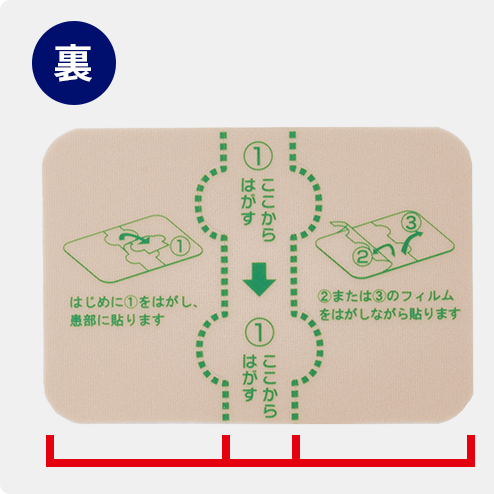 裏
①
ここから
はがす
①
はじめに①をはがし、
患部に貼ります
③
②
②または③のフィルム
をはがしながら貼ります
①
ここから
はがす